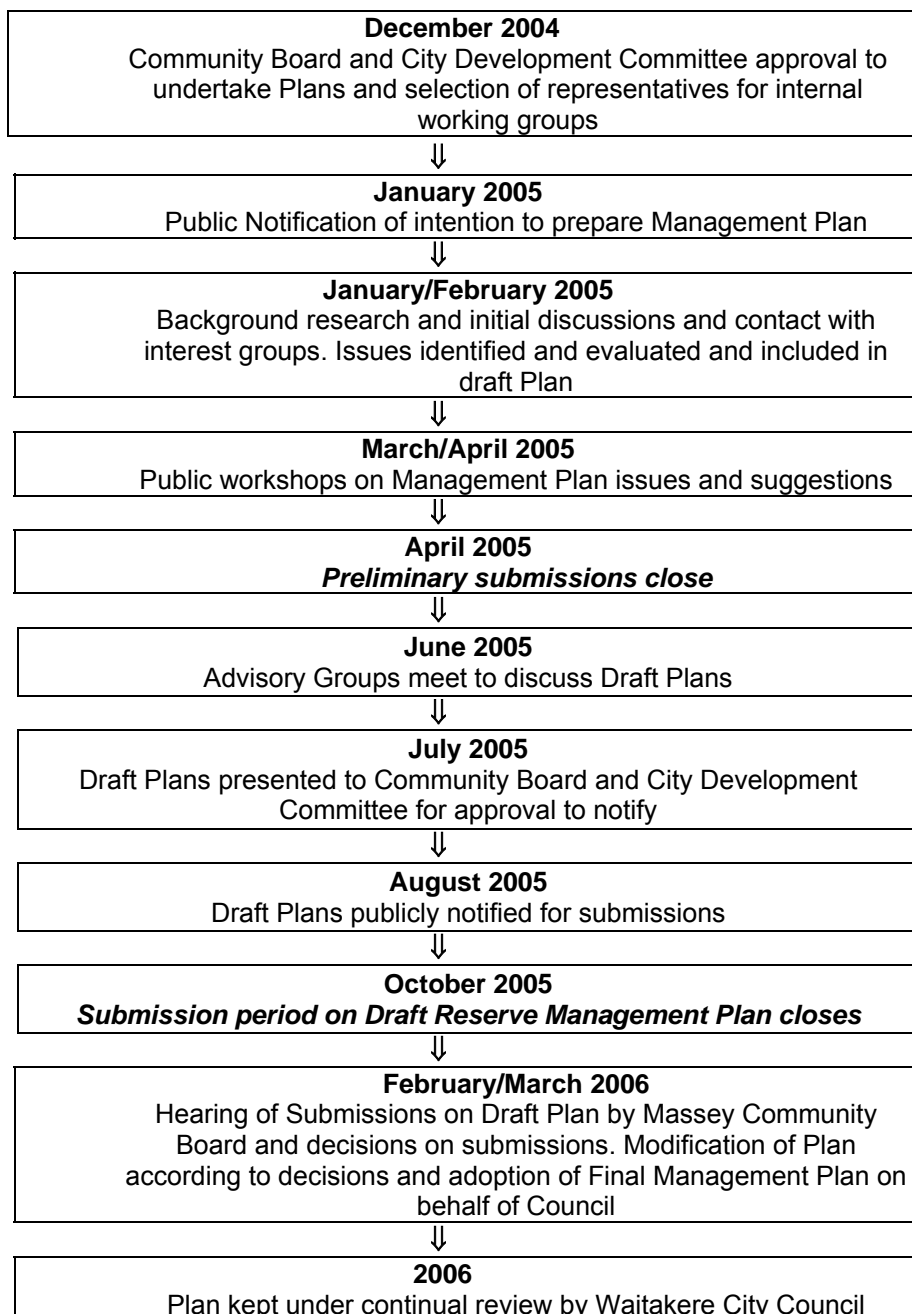 December 2004
Community Board and City Development Committee approval to
undertake Plans and selection of representatives for internal
working groups
⇓
January 2005
Public Notification of intention to prepare Management Plan
⇓
January/February 2005
Background research and initial discussions and contact with
interest groups. Issues identified and evaluated and included in
draft Plan
⇓
March/April 2005
Public workshops on Management Plan issues and suggestions
⇓
April 2005
Preliminary submissions close
⇓
June 2005
Advisory Groups meet to discuss Draft Plans
⇓
July 2005
Draft Plans presented to Community Board and City Development
Committee for approval to notify
⇓
August 2005
Draft Plans publicly notified for submissions
⇓
October 2005
Submission period on Draft Reserve Management Plan closes
⇓
February/March 2006
Hearing of Submissions on Draft Plan by Massey Community
Board and decisions on submissions. Modification of Plan
according to decisions and adoption of Final Management Plan on
behalf of Council
⇓
2006
Plan kept under continual review by Waitakere City Council